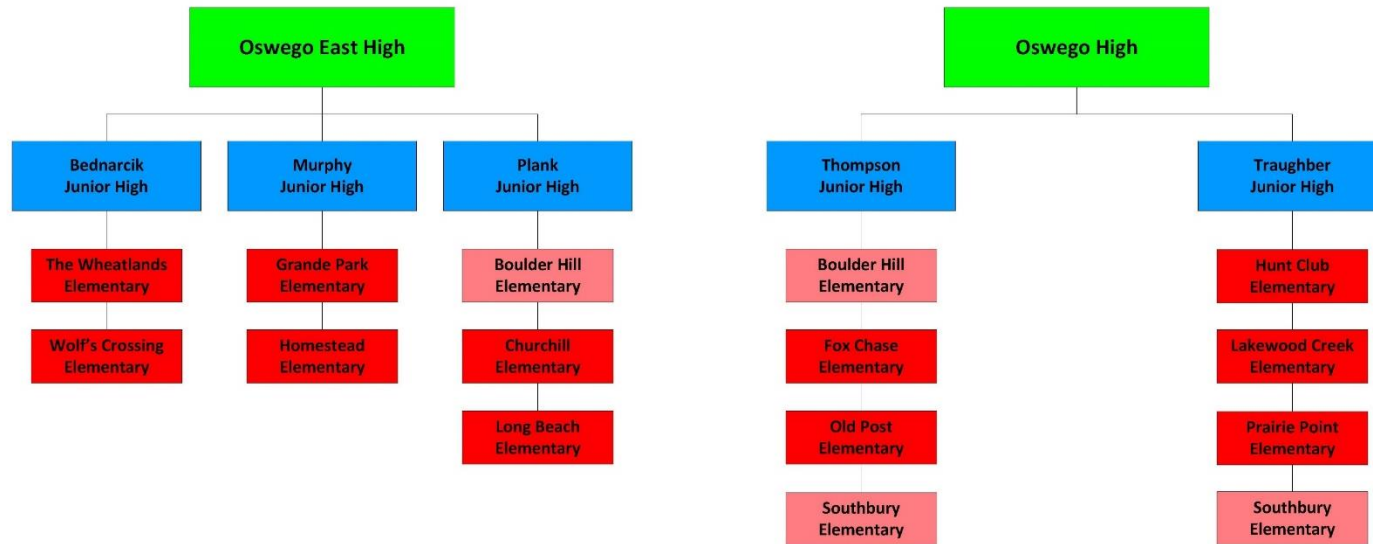 Oswego East High
Oswego High
Bednarcik
Junior High
Murphy
Junior High
Plank
Junior High
Thompson
Junior High
Traughber
Junior High
The Wheatlands
Elementary
Grande Park
Elementary
Boulder Hill
Elementary
Boulder Hill
Elementary
Hunt Club
Elementary
Wolf's Crossing
Elementary
Homestead
Elementary
Churchill
Elementary
Fox Chase
Elementary
Lakewood Creek
Elementary
Long Beach
Elementary
Old Post
Elementary
Prairie Point
Elementary
Southbury
Elementary
Southbury
Elementary